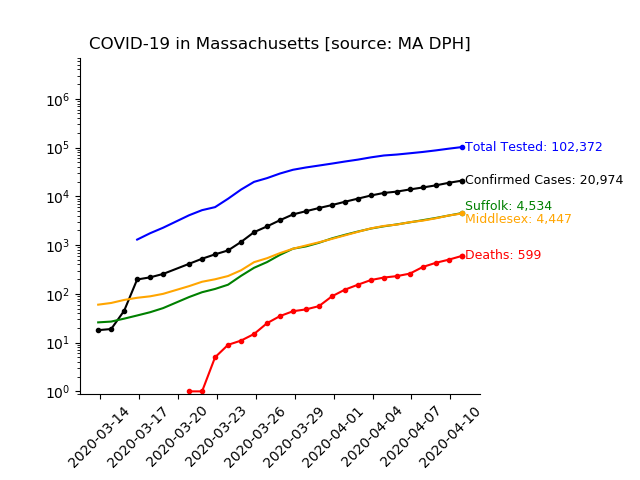 COVID-19 in Massachusetts [source: MA DPH]
10^6
10^5
10^4
10^3
10^2
10^1
10^0
Total Tested: 102,372
Confirmed Cases: 20,974
Suffolk: 4,534
Middlesex: 4,447
Deaths: 599
2020-03-14
2020-03-17
2020-03-20
2020-03-23
2020-03-26
2020-03-29
2020-04-01
2020-04-04
2020-04-07
2020-04-10